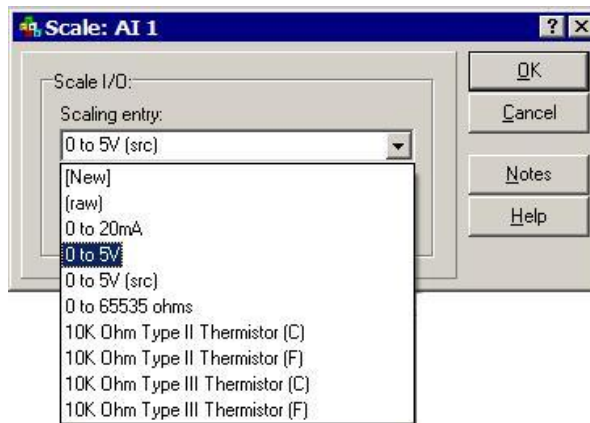 Scale: AI 1
OK
Scale I/O:
Scaling entry:
Cancel
0 to 5V (src)
[New]
Notes
(raw)
0 to 20mA
Help
0 to 5V
0 to 5V (src)
0 to 65535 ohms
10K Ohm Type II Thermistor (C)
10K Ohm Type II Thermistor (F)
10K Ohm Type III Thermistor (C)
10K Ohm Type III Thermistor (F)